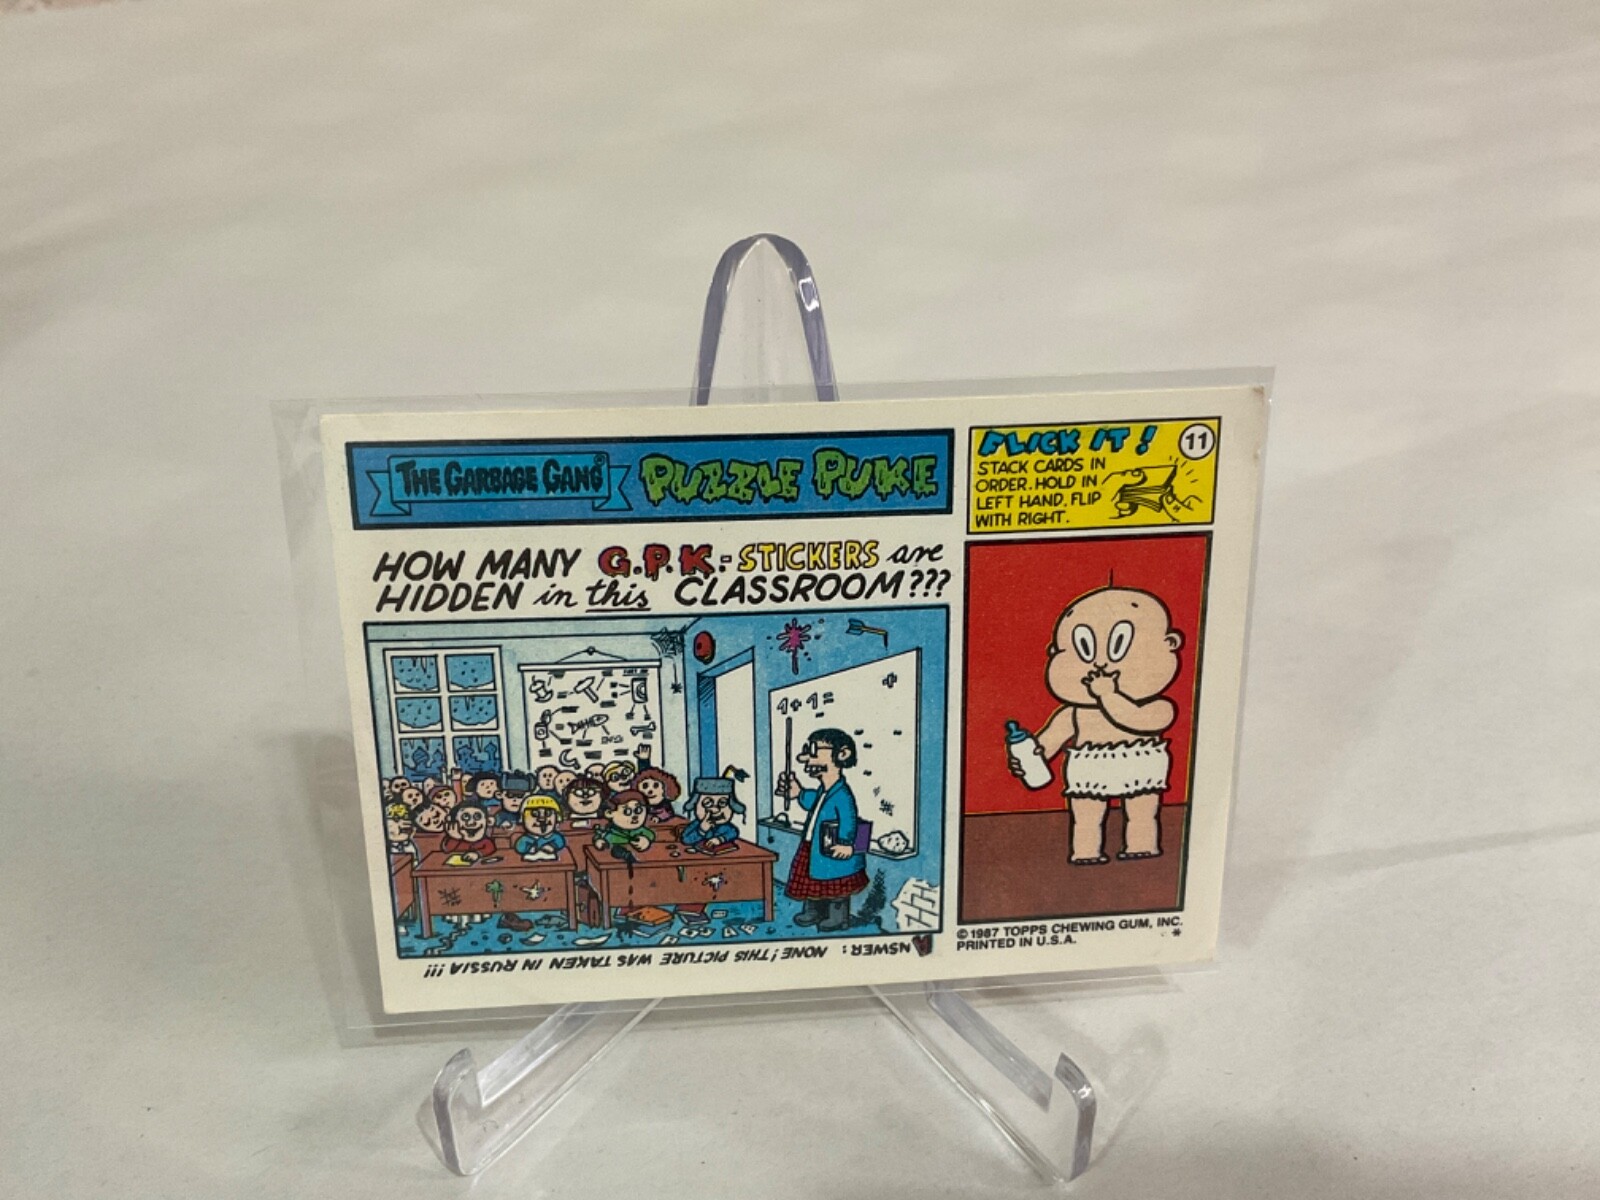 THE GARBAGE GANG®
PUZZLE PUKE
HOW MANY G.P.K.-STICKERS are
HIDDEN in this CLASSROOM???
1+1=
ANSWER: NONE! THIS PICTURE WAS TAKEN IN RUSSIA!!!
FLICK IT!
11
STACK CARDS IN
ORDER. HOLD IN
LEFT HAND. FLIP
WITH RIGHT.
©1987 TOPPS CHEWING GUM, INC.
PRINTED IN U.S.A. *